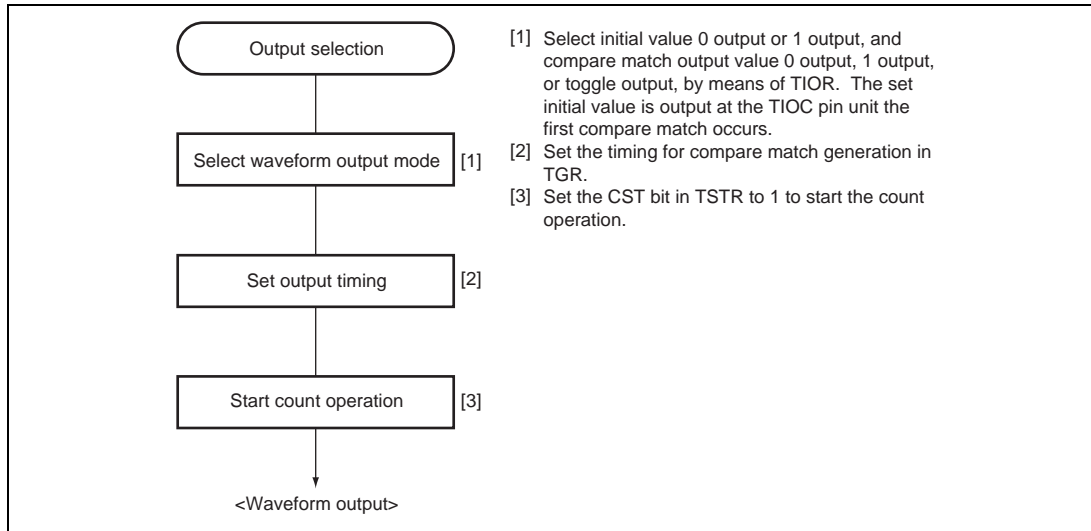 Output selection
Select waveform output mode [1]
Set output timing [2]
Start count operation [3]
<Waveform output>
[1] Select initial value 0 output or 1 output, and
compare match output value 0 output, 1 output,
or toggle output, by means of TIOR. The set
initial value is output at the TIOC pin unit the
first compare match occurs.
[2] Set the timing for compare match generation in
TGR.
[3] Set the CST bit in TSTR to 1 to start the count
operation.